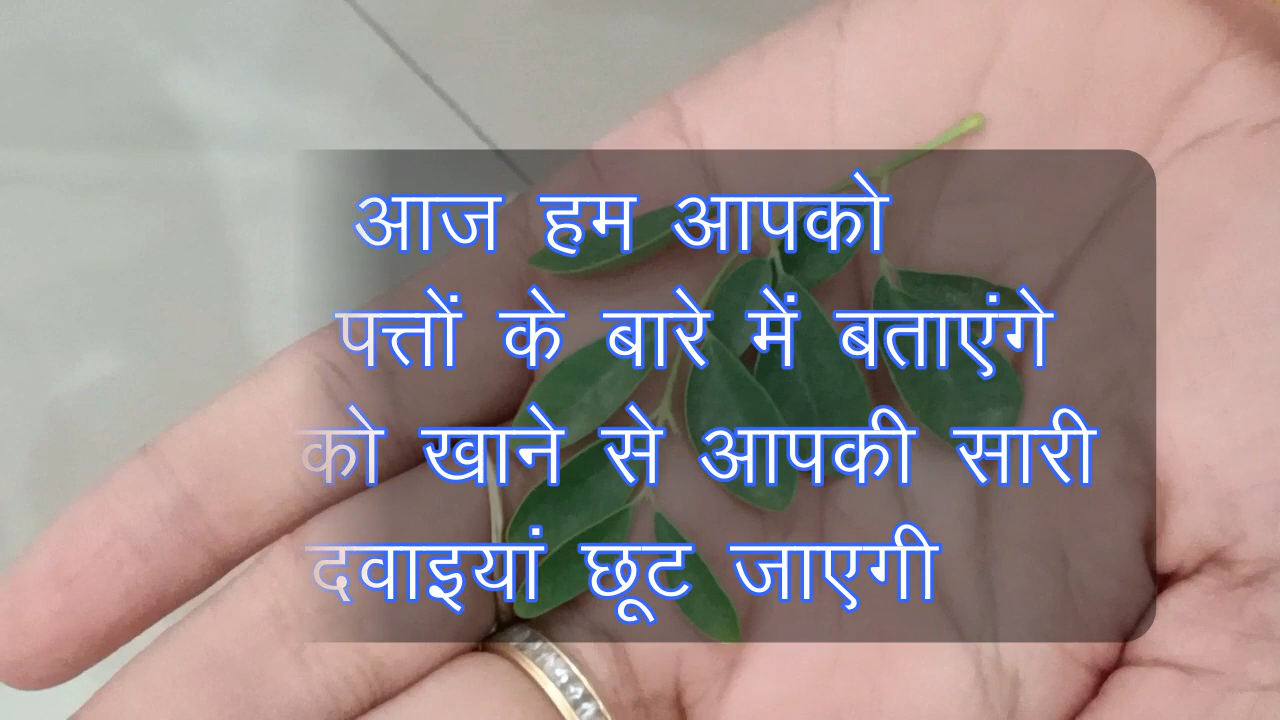 आज हम आपको
पत्तों के बारे में बताएंगे
को खाने से आपकी सारी
दवाइयां छूट जाएगी